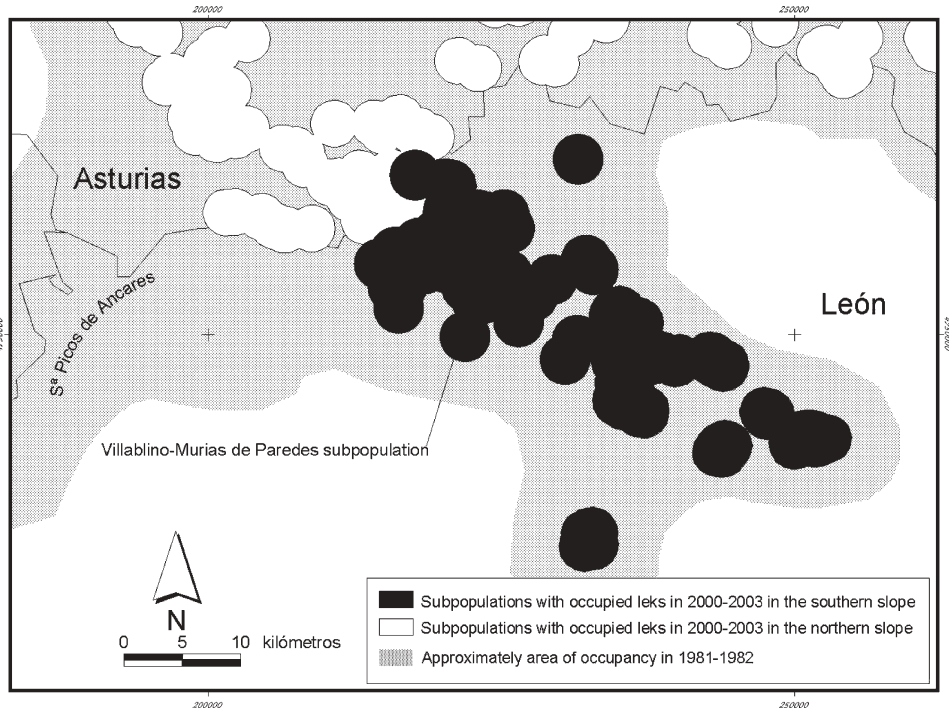 200000 250000
Asturias
León
Sª Picos de Ancares
Villablino-Murias de Paredes subpopulation
N
0 5 10 kilómetros
Subpopulations with occupied leks in 2000-2003 in the southern slope
Subpopulations with occupied leks in 2000-2003 in the northern slope
Approximately area of occupancy in 1981-1982
200000 250000